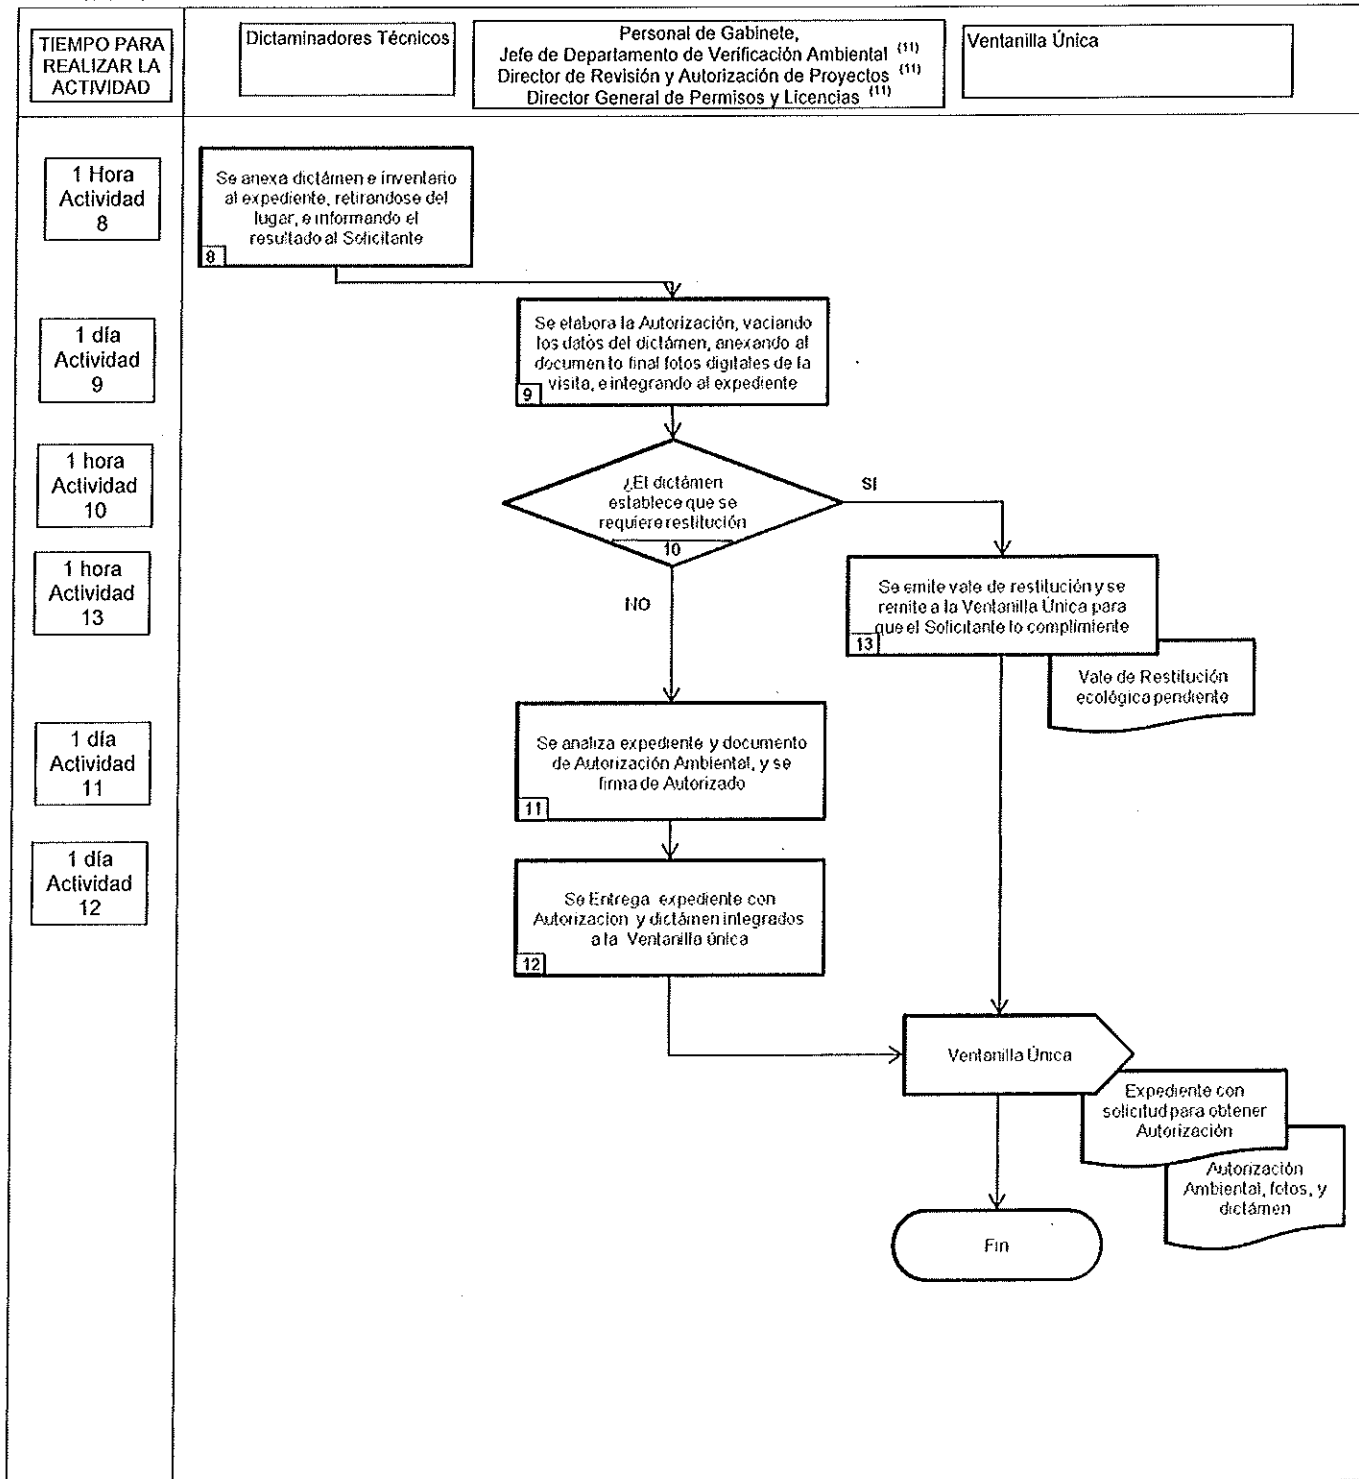 TIEMPO PARA
REALIZAR LA
ACTIVIDAD
Dictaminadores Técnicos
Personal de Gabinete,
Jefe de Departamento de Verificación Ambiental (11)
Director de Revisión y Autorización de Proyectos (11)
Director General de Permisos y Licencias (11)
Ventanilla Única
1 Hora
Actividad
8
Se anexa dictámen e inventario
al expediente, retirandose del
lugar, e informando el
resultado al Solicitante
8
1 día
Actividad
9
Se elabora la Autorización, vaciando
los datos del dictámen, anexando al
documento final fotos digitales de la
visita, e integrando al expediente
9
1 hora
Actividad
10
¿El dictámen
establece que se
requiere restitución
10
SI
NO
1 hora
Actividad
13
Se emite vale de restitución y se
remite a la Ventanilla Única para
que el Solicitante lo complimiente
13
Vale de Restitución
ecológica pendiente
1 día
Actividad
11
Se analiza expediente y documento
de Autorización Ambiental, y se
firma de Autorizado
11
1 día
Actividad
12
Se Entrega expediente con
Autorizacion y dictámen integrados
a la Ventanilla única
12
Ventanilla Única
Expediente con
solicitud para obtener
Autorización
Autorización
Ambiental, fotos, y
dictámen
Fin